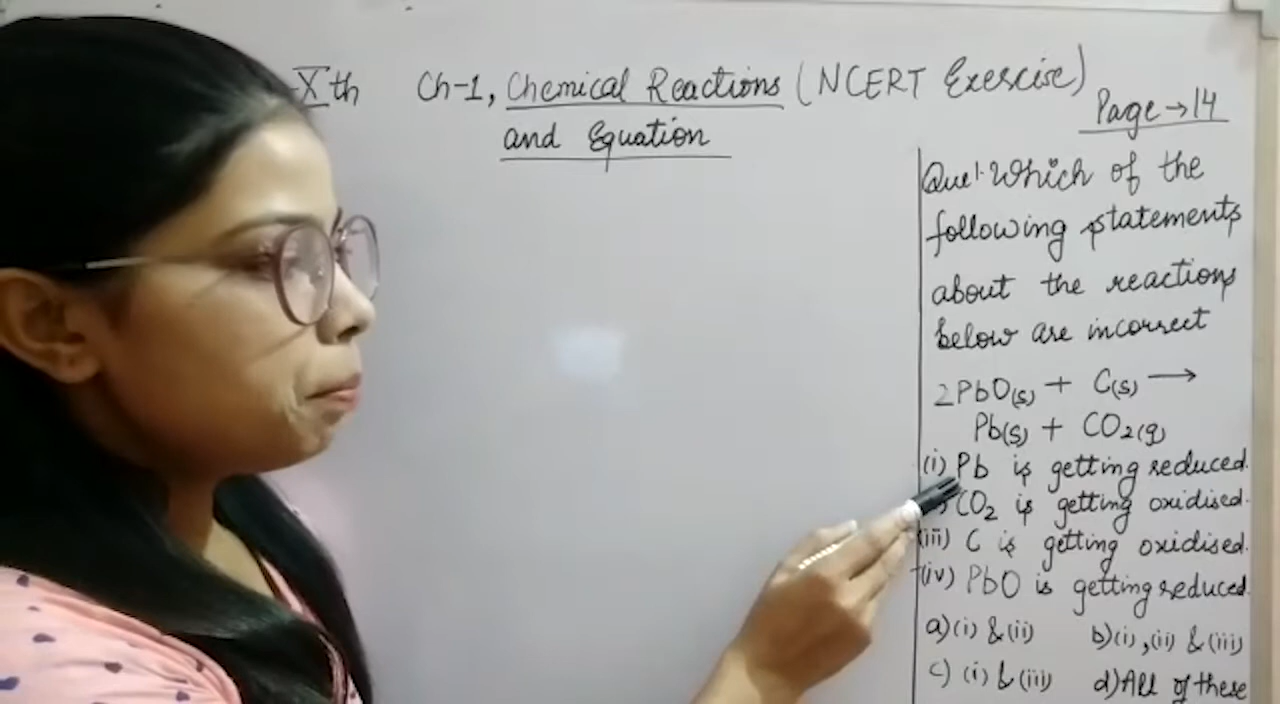 Xth Ch-1, Chemical Reactions (NCERT Exercise)
and Equation
Page→14
Que1. Which of the
following statements
about the reactions
below are incorrect
2PbO(s) + C(s) →
Pb(s) + CO2(g)
(i) Pb is getting reduced.
) CO2 is getting oxidised.
(iii) C is getting oxidised.
(iv) PbO is getting reduced.
a) (i) & (ii) b) (i), (ii) & (iii)
c) (i) & (iii) d) All of these